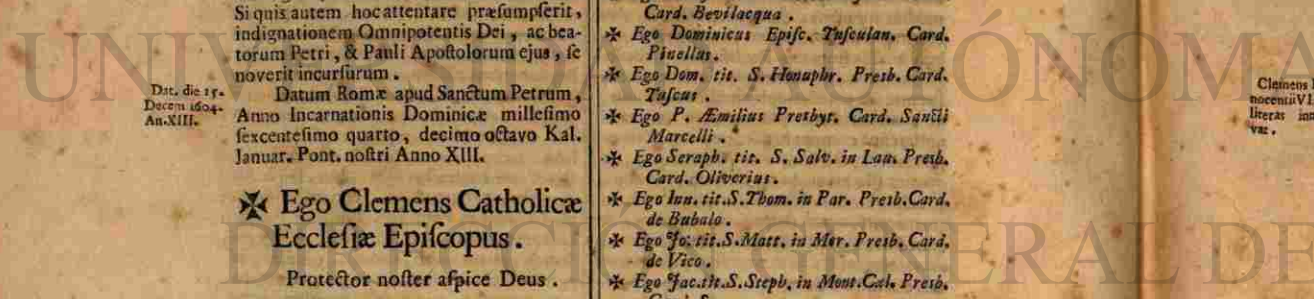 Si quis autem hoc attentare præſumpſerit,
indignationem Omnipotentis Dei, ac bea-
torum Petri, & Pauli Apoſtolorum ejus, ſe
noverit incurſurum.
Dat. die 15.
Decem 1604.
An. XIII.
Datum Romæ apud Sanctum Petrum,
Anno Incarnationis Dominicæ milleſimo
ſexcenteſimo quarto, decimo octavo Kal.
Januar. Pont. noſtri Anno XIII.
✠ Ego Clemens Catholicæ
Eccleſiæ Epiſcopus.
Protector noſter aſpice Deus.
Card. Bevilacqua.
✠ Ego Dominicus Epiſc. Tuſculan. Card.
Pinellus.
✠ Ego Dom. tit. S. Honuphr. Presb. Card.
Tuſcus.
✠ Ego P. Æmilius Presbyt. Card. Sancti
Marcelli.
✠ Ego Seraph. tit. S. Salv. in Lau. Presb.
Card. Oliverius.
✠ Ego Inn. tit. S. Thom. in Par. Presb. Card.
de Bubalo.
✠ Ego Jo: tit. S. Matt. in Mer. Presb. Card.
de Vico.
✠ Ego Jac. tit. S. Steph. in Mont. Cæl. Presb.
Clemens
nocentii VI
literas
UNIVERSIDAD AUTÓNOMA
DIRECCIÓN GENERAL DE